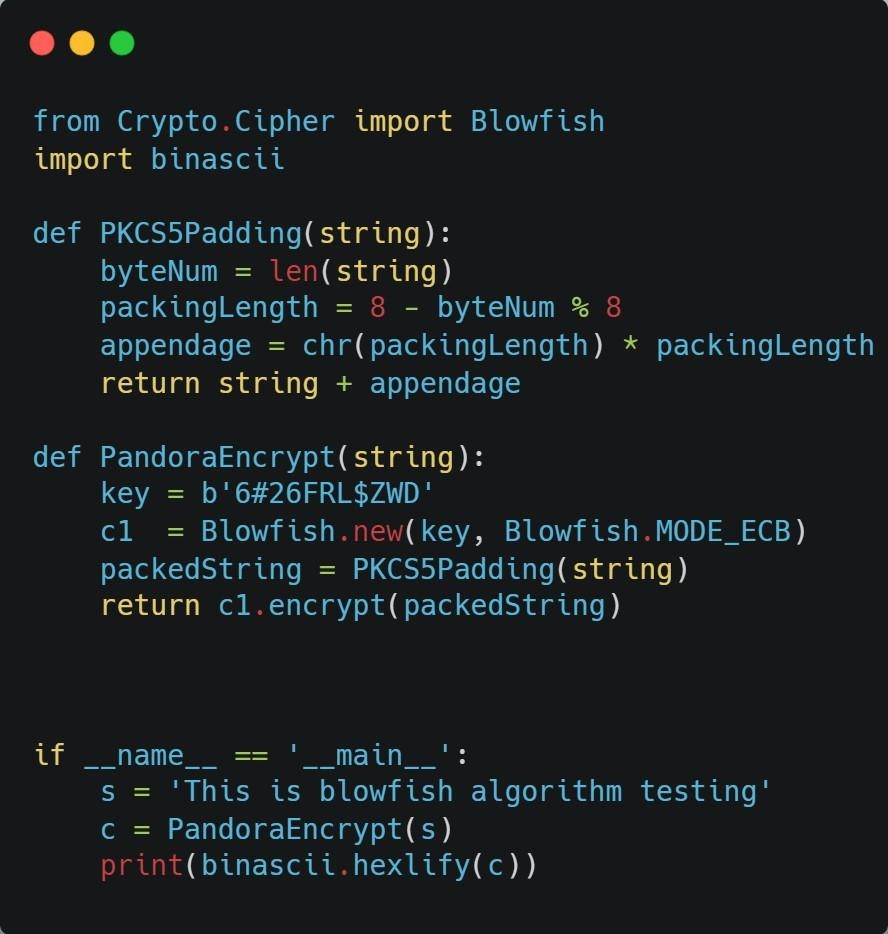 from Crypto.Cipher import Blowfish
import binascii

def PKCS5Padding(string):
    byteNum = len(string)
    packingLength = 8 - byteNum % 8
    appendage = chr(packingLength) * packingLength
    return string + appendage

def PandoraEncrypt(string):
    key = b'6#26FRL$ZWD'
    c1  = Blowfish.new(key, Blowfish.MODE_ECB)
    packedString = PKCS5Padding(string)
    return c1.encrypt(packedString)

if __name__ == '__main__':
    s = 'This is blowfish algorithm testing'
    c = PandoraEncrypt(s)
    print(binascii.hexlify(c))